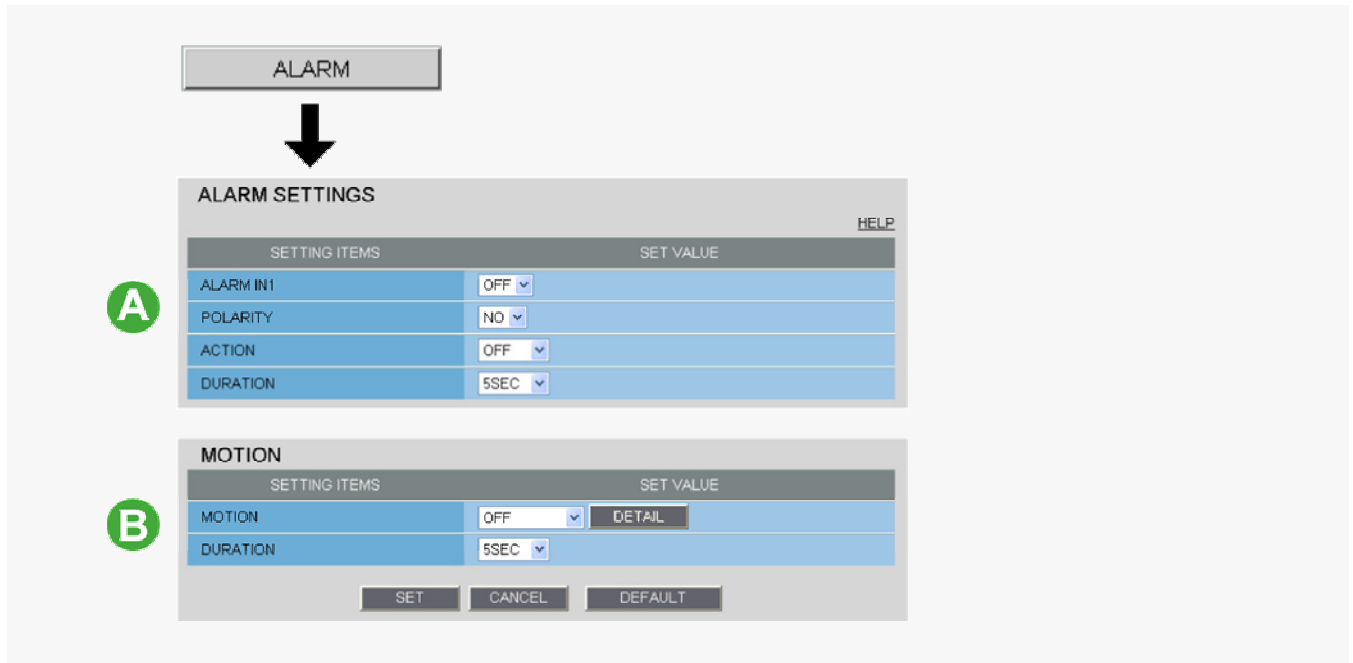 ALARM
ALARM SETTINGS
HELP
SETTING ITEMS SET VALUE
A
ALARM IN1 OFF
POLARITY NO
ACTION OFF
DURATION 5SEC
MOTION
SETTING ITEMS SET VALUE
B
MOTION OFF DETAIL
DURATION 5SEC
SET CANCEL DEFAULT